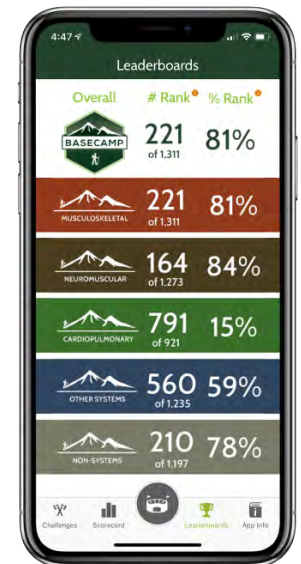 4:47
Leaderboards
Overall # Rank % Rank
BASECAMP
221
of 1,311
81%
MUSCULOSKELETAL
221
of 1,311
81%
NEUROMUSCULAR
164
of 1,273
84%
CARDIOPULMONARY
791
of 921
15%
OTHER SYSTEMS
560
of 1,235
59%
NON-SYSTEMS
210
of 1,197
78%
Challenges Scorecard Leaderboards App Info